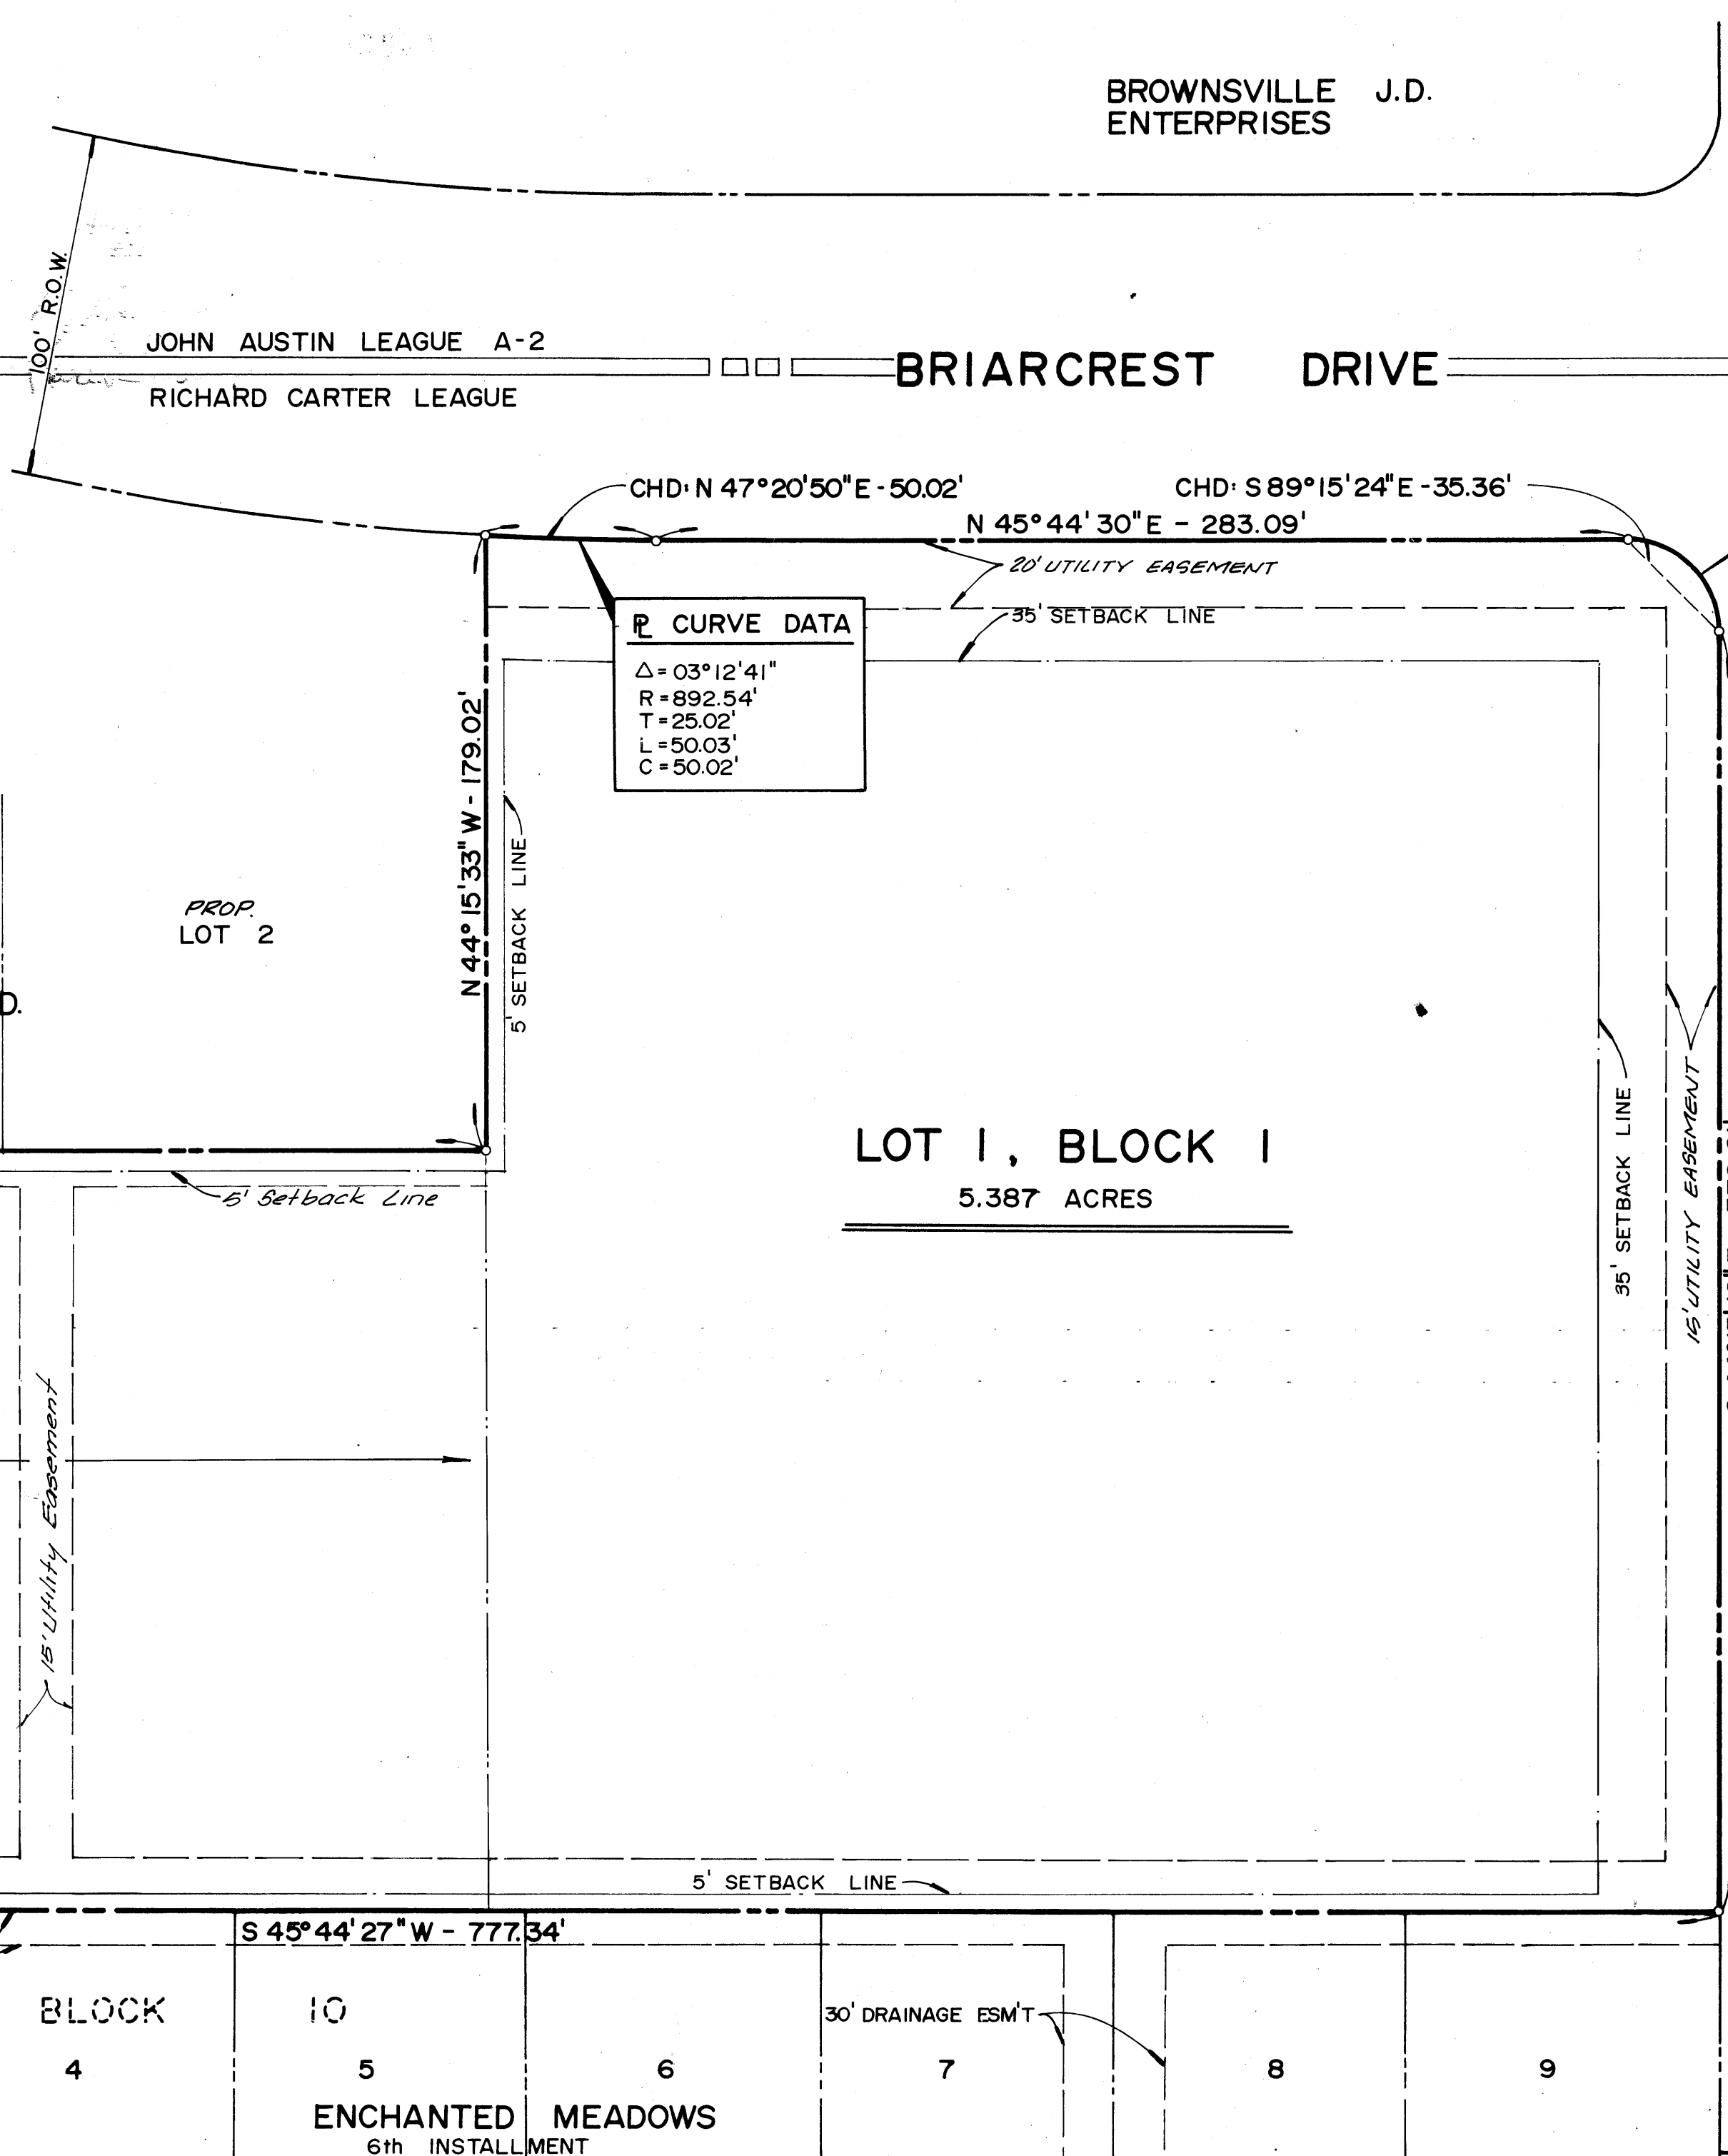 BROWNSVILLE J.D.
ENTERPRISES
100' R.O.W.
JOHN AUSTIN LEAGUE A-2
RICHARD CARTER LEAGUE
BRIARCREST DRIVE
CHD: N 47°20'50"E - 50.02'
CHD: S 89°15'24"E - 35.36'
N 45°44'30"E - 283.09'
20' UTILITY EASEMENT
35' SETBACK LINE
PL CURVE DATA
Δ = 03°12'41"
R = 892.54'
T = 25.02'
L = 50.03'
C = 50.02'
N 44°15'33" W - 179.02'
5' SETBACK LINE
PROP.
LOT 2
D.
LOT 1, BLOCK 1
5.387 ACRES
35' SETBACK LINE
15' UTILITY EASEMENT
5' Setback Line
15' Utility Easement
5' SETBACK LINE
S 45°44'27" W - 777.34'
BLOCK 10
30' DRAINAGE ESM'T
4 5 6 7 8 9
ENCHANTED MEADOWS
6th INSTALLMENT